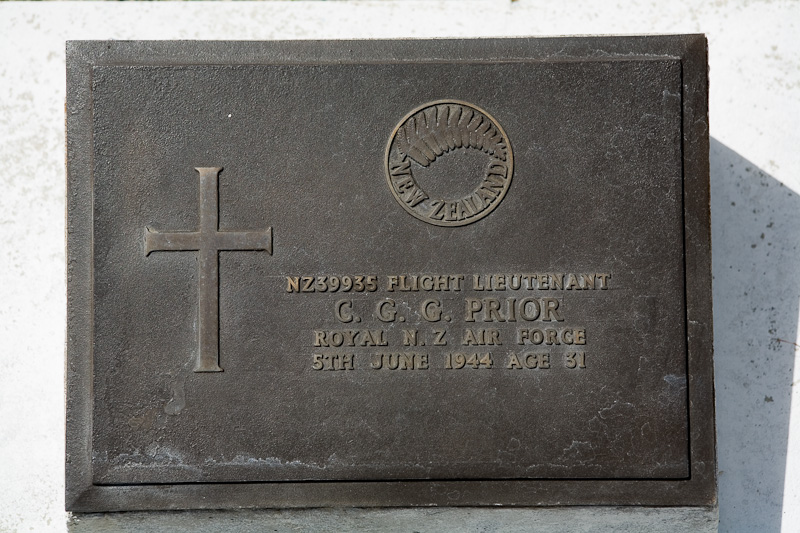 NEW ZEALAND
NZ39935 FLIGHT LIEUTENANT
C. G. G. PRIOR
ROYAL N. Z AIR FORCE
5TH JUNE 1944 AGE 31